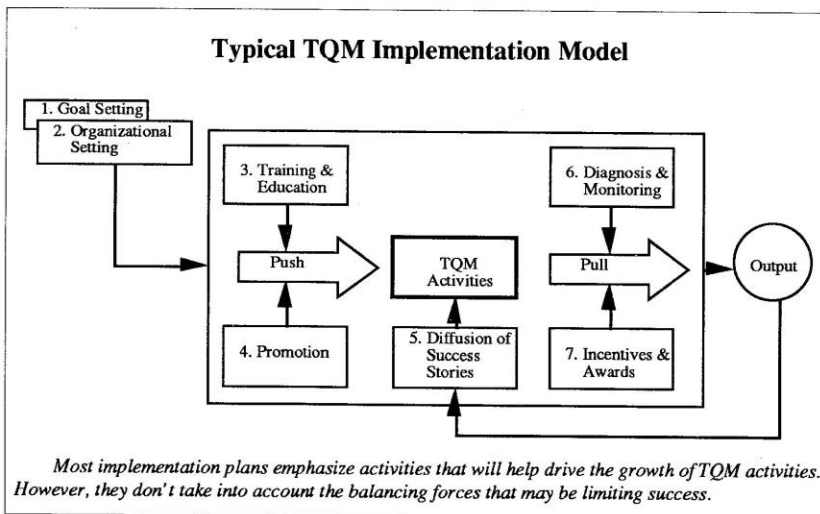 Typical TQM Implementation Model
1. Goal Setting
2. Organizational
Setting
3. Training &
Education
6. Diagnosis &
Monitoring
Push
TQM
Activities
Pull
Output
4. Promotion
5. Diffusion of
Success
Stories
7. Incentives &
Awards
Most implementation plans emphasize activities that will help drive the growth of TQM activities.
However, they don't take into account the balancing forces that may be limiting success.